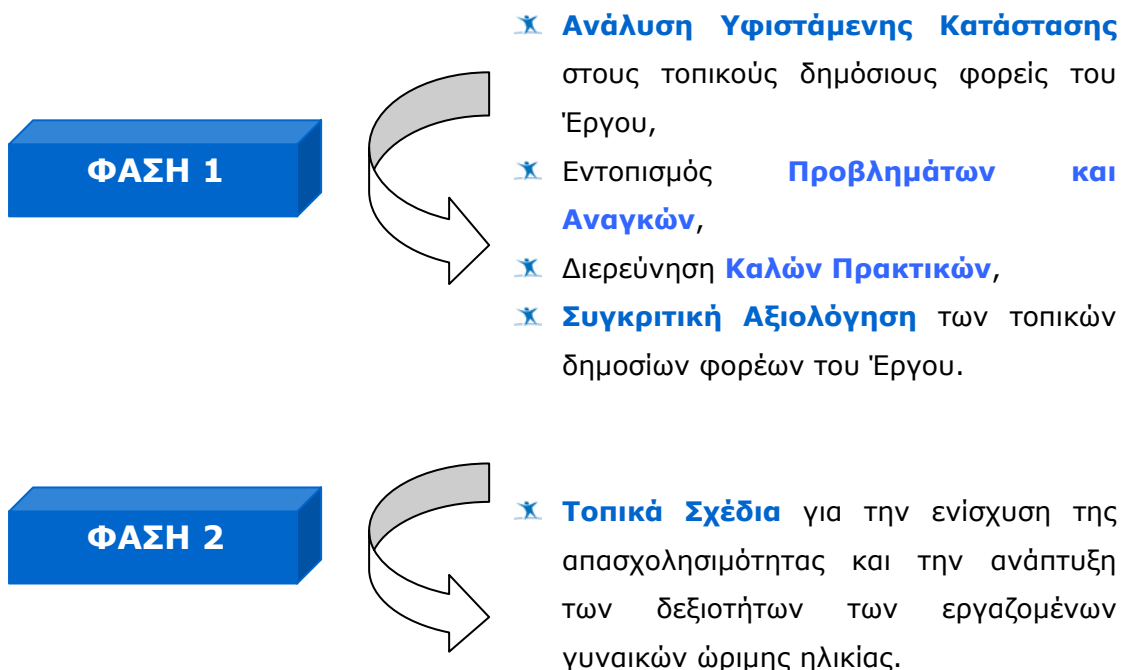 ΦΑΣΗ 1
Ανάλυση Υφιστάμενης Κατάστασης
στους τοπικούς δημόσιους φορείς του
Έργου,
Εντοπισμός Προβλημάτων και
Αναγκών,
Διερεύνηση Καλών Πρακτικών,
Συγκριτική Αξιολόγηση των τοπικών
δημοσίων φορέων του Έργου.
ΦΑΣΗ 2
Τοπικά Σχέδια για την ενίσχυση της
απασχολησιμότητας και την ανάπτυξη
των δεξιοτήτων των εργαζομένων
γυναικών ώριμης ηλικίας.